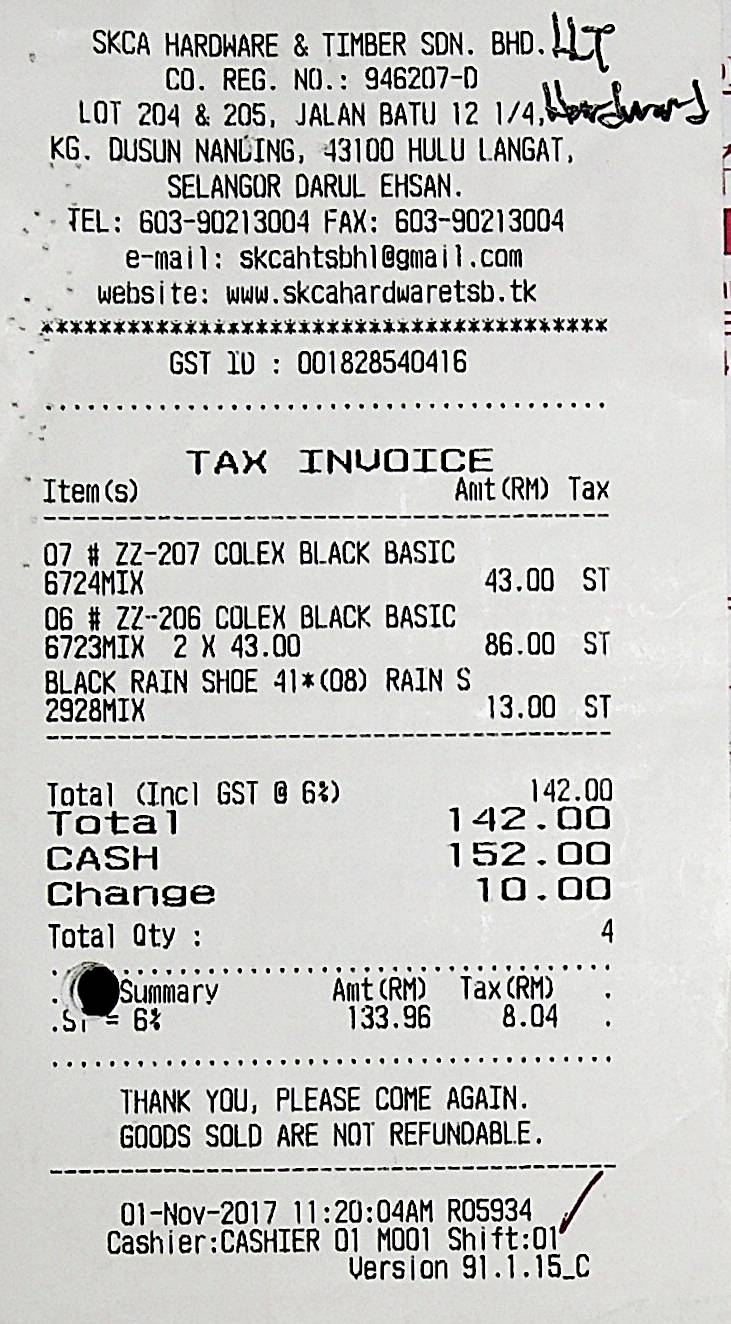 SKCA HARDWARE & TIMBER SDN. BHD.
CO. REG. NO.: 946207-D
LOT 204 & 205, JALAN BATU 12 1/4, Hardward
KG. DUSUN NANDING, 43100 HULU LANGAT,
SELANGOR DARUL EHSAN.
TEL: 603-90213004 FAX: 603-90213004
e-mail: skcahtsbhl@gmail.com
website: www.skcahardwaretsb.tk
****************************************
GST ID : 001828540416
TAX INVOICE
Item(s) Amt(RM) Tax
07 # ZZ-207 COLEX BLACK BASIC
6724MIX 43.00 ST
06 # ZZ-206 COLEX BLACK BASIC
6723MIX 2 X 43.00 86.00 ST
BLACK RAIN SHOE 41*(08) RAIN S
2928MIX 13.00 ST
Total (Incl GST @ 6%) 142.00
Total 142.00
CASH 152.00
Change 10.00
Total Qty : 4
Summary Amt(RM) Tax(RM)
ST = 6% 133.96 8.04
THANK YOU, PLEASE COME AGAIN.
GOODS SOLD ARE NOT REFUNDABLE.
01-Nov-2017 11:20:04AM R05934
Cashier:CASHIER 01 M001 Shift:01
Version 91.1.15_C